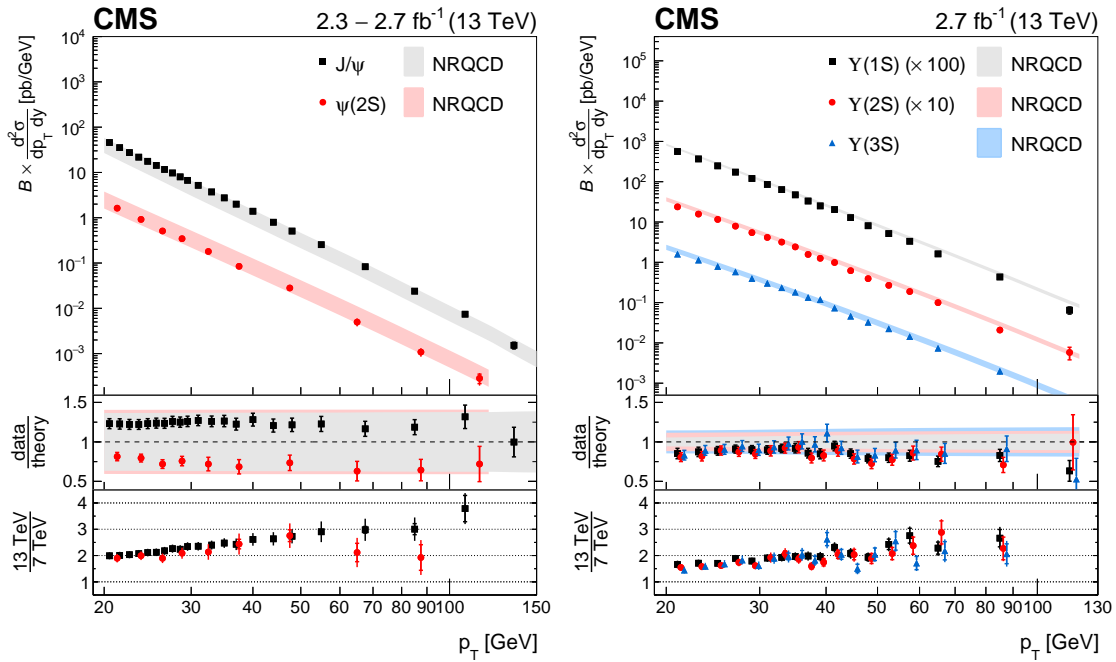 CMS 2.3 − 2.7 fb⁻¹ (13 TeV)
B × d²σ/dp_T dy [pb/GeV]
10⁴
10³
10²
10
1
10⁻¹
10⁻²
10⁻³
J/ψ NRQCD
ψ(2S) NRQCD
data/theory
1.5
1
0.5
13 TeV/7 TeV
4
3
2
1
20 30 40 50 60 70 80 90 100 150
p_T [GeV]
CMS 2.7 fb⁻¹ (13 TeV)
B × d²σ/dp_T dy [pb/GeV]
10⁵
10⁴
10³
10²
10
1
10⁻¹
10⁻²
10⁻³
ϒ(1S) (× 100) NRQCD
ϒ(2S) (× 10) NRQCD
ϒ(3S) NRQCD
data/theory
1.5
1
0.5
13 TeV/7 TeV
4
3
2
1
20 30 40 50 60 70 80 90 100 130
p_T [GeV]